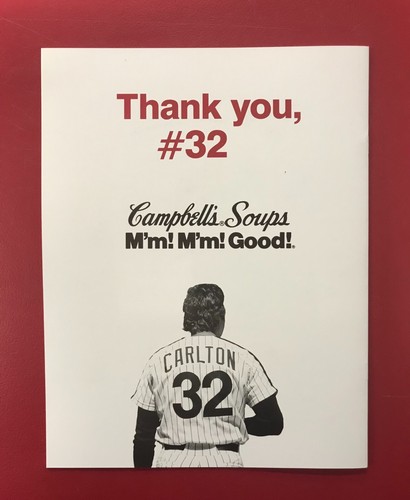 Thank you,
#32
Campbell's® Soups
M'm! M'm! Good!®
CARLTON
32